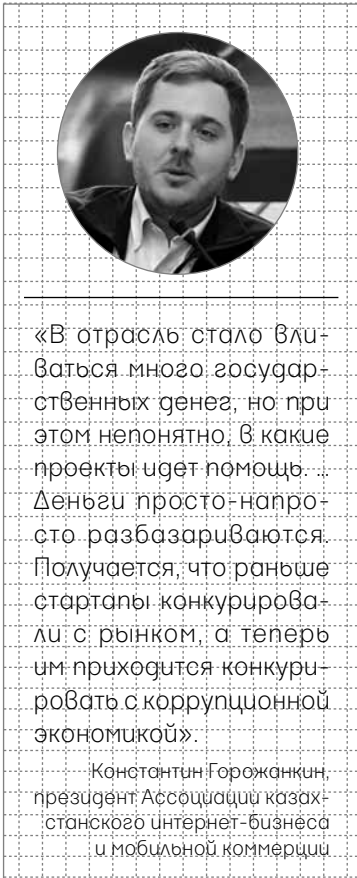 «В отрасль стало вли-
ваться много государ-
ственных денег, но при
этом непонятно, в какие
проекты идет помощь. ...
Деньги просто-напро-
сто разбазариваются.
Получается, что раньше
стартапы конкурирова-
ли с рынком, а теперь
им приходится конкури-
ровать с коррупционной
экономикой».
Константин Горожанкин,
президент Ассоциации казах-
станского интернет-бизнеса
и мобильной коммерции